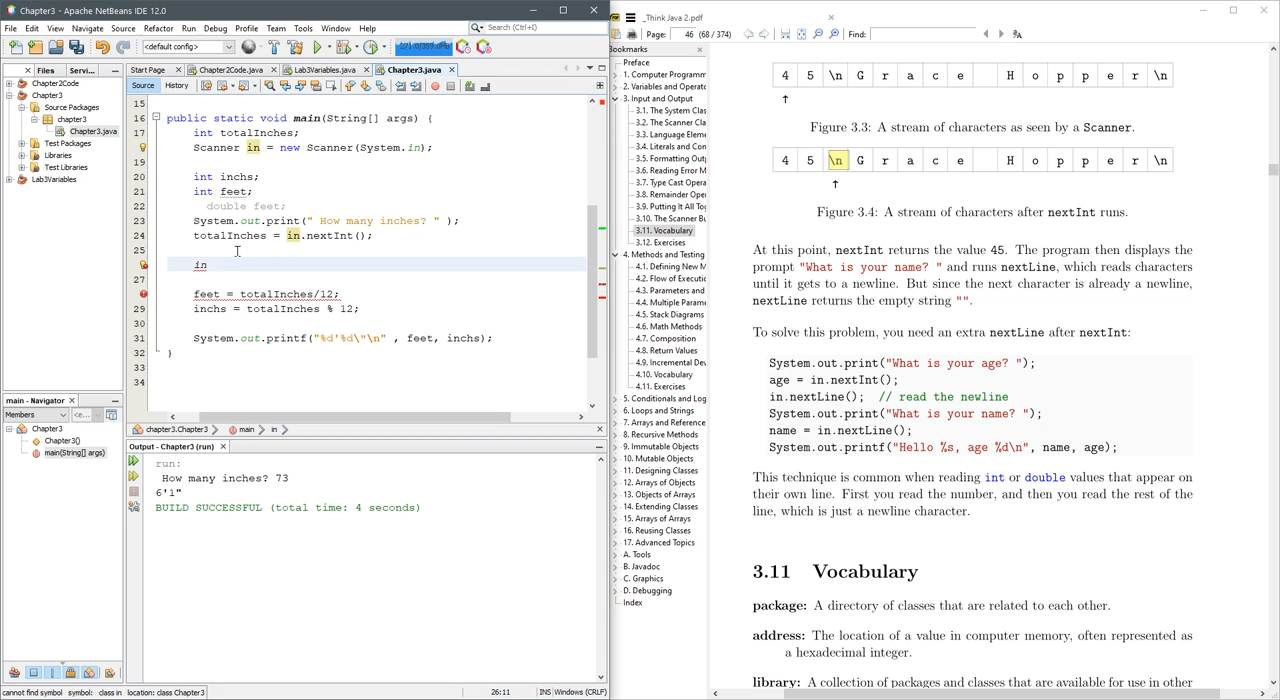 Chapter3 - Apache NetBeans IDE 12.0
File Edit View Navigate Source Refactor Run Debug Profile Team Tools Window Help
Search (Ctrl+I)
<default config>
Files Servi...
Chapter2Code
Chapter3
Source Packages
chapter3
Chapter3.java
Test Packages
Libraries
Test Libraries
Lab3Variables
Start Page
Chapter2Code.java
Lab3Variables.java
Chapter3.java
Source History
15
16 public static void main(String[] args) {
17 int totalInches;
Scanner in = new Scanner(System.in);
19
20 int inchs;
21 int feet;
22 double feet;
23 System.out.print(" How many inches? " );
24 totalInches = in.nextInt();
25
in
27
feet = totalInches/12;
29 inchs = totalInches % 12;
30
31 System.out.printf("%d'%d\"\n" , feet, inchs);
32 }
33
34
main - Navigator
Members
Chapter3
Chapter3()
main(String[] args)
chapter3.Chapter3
main
in
Output - Chapter3 (run)
run:
How many inches? 73
6'1"
BUILD SUCCESSFUL (total time: 4 seconds)
cannot find symbol symbol: class in location: class Chapter3
26:11
INS
Windows (CRLF)
_Think Java 2.pdf
Page: 46 (68 / 374)
Find:
Bookmarks
Preface
1. Computer Programm
2. Variables and Operato
3. Input and Output
3.1. The System Clas
3.2. The Scanner Cla
3.3. Language Eleme
3.4. Literals and Con
3.5. Formatting Outp
3.6. Reading Error M
3.7. Type Cast Opera
3.8. Remainder Oper
3.9. Putting It All Tog
3.10. The Scanner Bu
3.11. Vocabulary
3.12. Exercises
4. Methods and Testing
4.1. Defining New M
4.2. Flow of Executio
4.3. Parameters and
4.4. Multiple Parame
4.5. Stack Diagrams
4.6. Math Methods
4.7. Composition
4.8. Return Values
4.9. Incremental Dev
4.10. Vocabulary
4.11. Exercises
5. Conditionals and Log
6. Loops and Strings
7. Arrays and Reference
8. Recursive Methods
9. Immutable Objects
10. Mutable Objects
11. Designing Classes
12. Arrays of Objects
13. Objects of Arrays
14. Extending Classes
15. Arrays of Arrays
16. Reusing Classes
17. Advanced Topics
A. Tools
B. Javadoc
C. Graphics
D. Debugging
Index
4 5 \n G r a c e H o p p e r \n
Figure 3.3: A stream of characters as seen by a Scanner.
4 5 \n G r a c e H o p p e r \n
Figure 3.4: A stream of characters after nextInt runs.
At this point, nextInt returns the value 45. The program then displays the
prompt "What is your name? " and runs nextLine, which reads characters
until it gets to a newline. But since the next character is already a newline,
nextLine returns the empty string "".
To solve this problem, you need an extra nextLine after nextInt:
System.out.print("What is your age? ");
age = in.nextInt();
in.nextLine(); // read the newline
System.out.print("What is your name? ");
name = in.nextLine();
System.out.printf("Hello %s, age %d\n", name, age);
This technique is common when reading int or double values that appear on
their own line. First you read the number, and then you read the rest of the
line, which is just a newline character.
3.11 Vocabulary
package: A directory of classes that are related to each other.
address: The location of a value in computer memory, often represented as
a hexadecimal integer.
library: A collection of packages and classes that are available for use in other